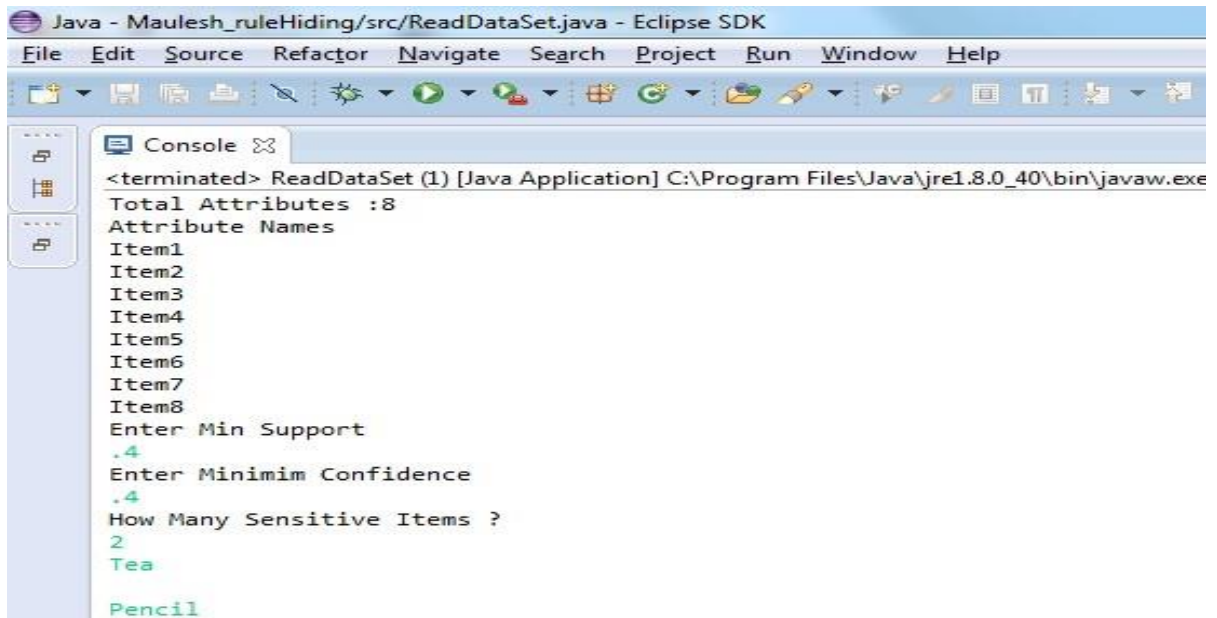 Java - Maulesh_ruleHiding/src/ReadDataSet.java - Eclipse SDK
File Edit Source Refactor Navigate Search Project Run Window Help
Console
<terminated> ReadDataSet (1) [Java Application] C:\Program Files\Java\jre1.8.0_40\bin\javaw.exe
Total Attributes :8
Attribute Names
Item1
Item2
Item3
Item4
Item5
Item6
Item7
Item8
Enter Min Support
.4
Enter Minimim Confidence
.4
How Many Sensitive Items ?
2
Tea
Pencil